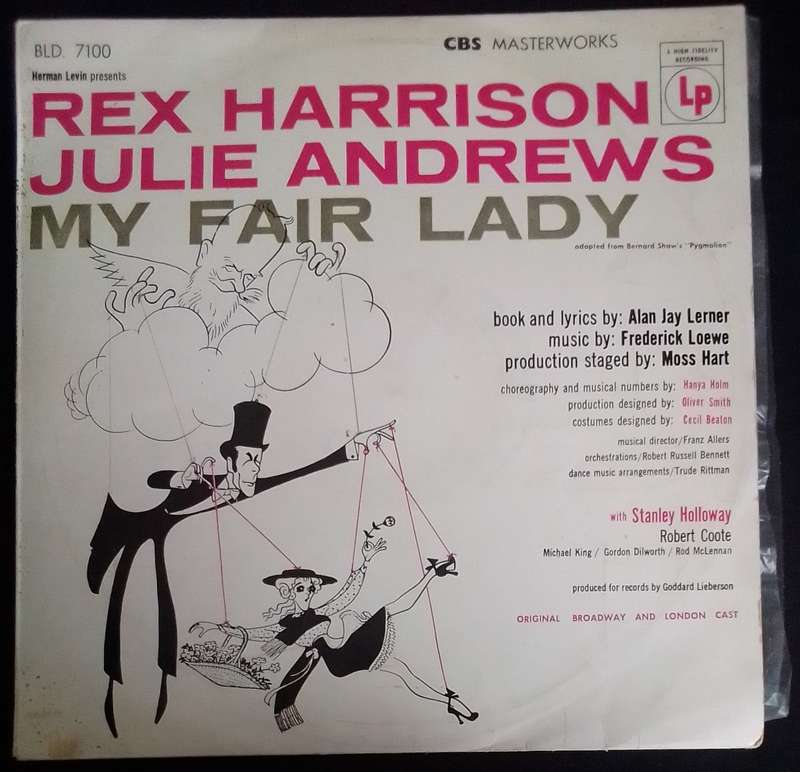 BLD. 7100
CBS MASTERWORKS
A HIGH FIDELITY
RECORDING
Lp
Herman Levin presents
REX HARRISON
JULIE ANDREWS
MY FAIR LADY
adapted from Bernard Shaw's "Pygmalion"
book and lyrics by: Alan Jay Lerner
music by: Frederick Loewe
production staged by: Moss Hart
choreography and musical numbers by: Hanya Holm
production designed by: Oliver Smith
costumes designed by: Cecil Beaton
musical director/Franz Allers
orchestrations/Robert Russell Bennett
dance music arrangements/Trude Rittman
with Stanley Holloway
Robert Coote
Michael King / Gordon Dilworth / Rod McLennan
produced for records by Goddard Lieberson
ORIGINAL BROADWAY AND LONDON CAST